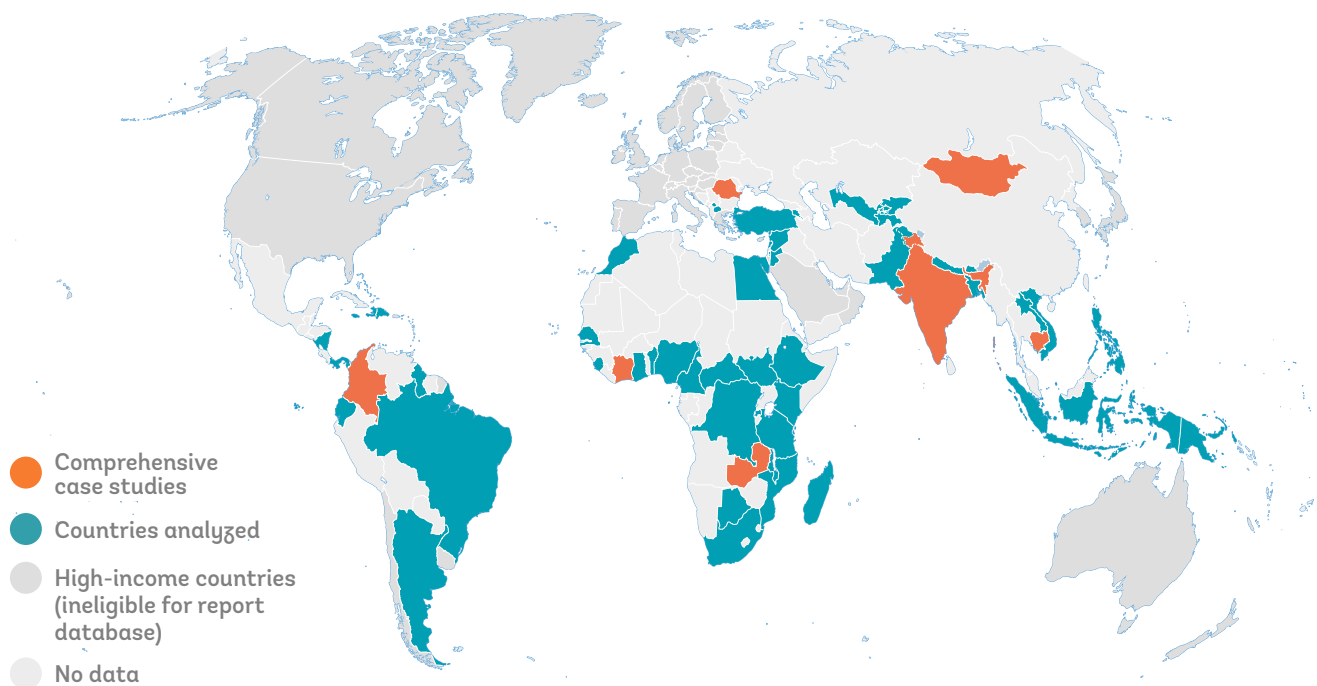 Comprehensive
case studies
Countries analyzed
High-income countries
(ineligible for report
database)
No data